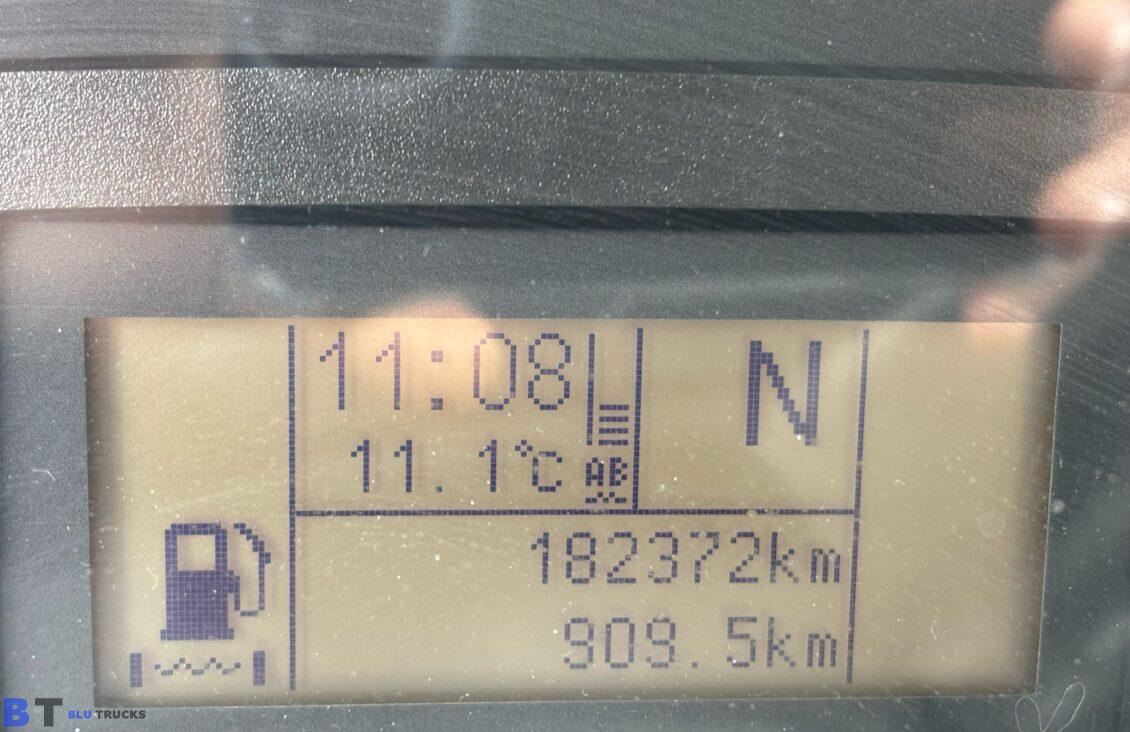 11:08
N
11.1°C
AB
182372km
909.5km
BT BLU TRUCKS